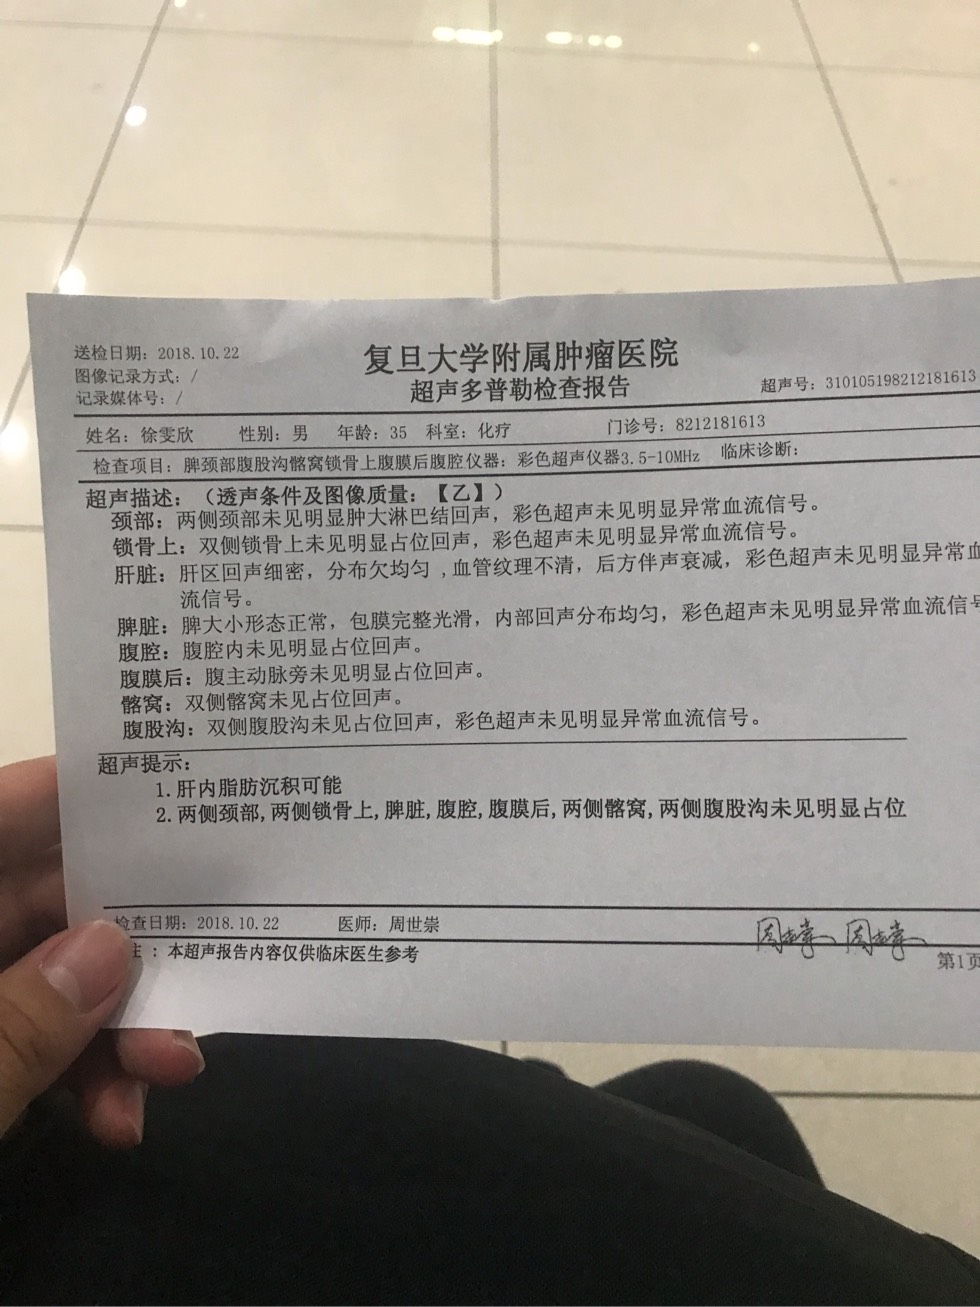 送检日期：2018.10.22
复旦大学附属肿瘤医院
图像记录方式：/
超声多普勒检查报告
超声号：310105198212181613
记录媒体号：/
姓名：徐雯欣 性别：男 年龄：35 科室：化疗 门诊号：8212181613
检查项目：脾颈部腹股沟髂窝锁骨上腹膜后腹腔仪器：彩色超声仪器3.5-10MHz 临床诊断：
超声描述：（透声条件及图像质量：【乙】）
颈部：两侧颈部未见明显肿大淋巴结回声，彩色超声未见明显异常血流信号。
锁骨上：双侧锁骨上未见明显占位回声，彩色超声未见明显异常血流信号。
肝脏：肝区回声细密，分布欠均匀，血管纹理不清，后方伴声衰减，彩色超声未见明显异常血
流信号。
脾脏：脾大小形态正常，包膜完整光滑，内部回声分布均匀，彩色超声未见明显异常血流信号
腹腔：腹腔内未见明显占位回声。
腹膜后：腹主动脉旁未见明显占位回声。
髂窝：双侧髂窝未见占位回声。
腹股沟：双侧腹股沟未见占位回声，彩色超声未见明显异常血流信号。
超声提示：
1.肝内脂肪沉积可能
2.两侧颈部,两侧锁骨上,脾脏,腹腔,腹膜后,两侧髂窝,两侧腹股沟未见明显占位
检查日期：2018.10.22 医师：周世崇
注：本超声报告内容仅供临床医生参考
第1页